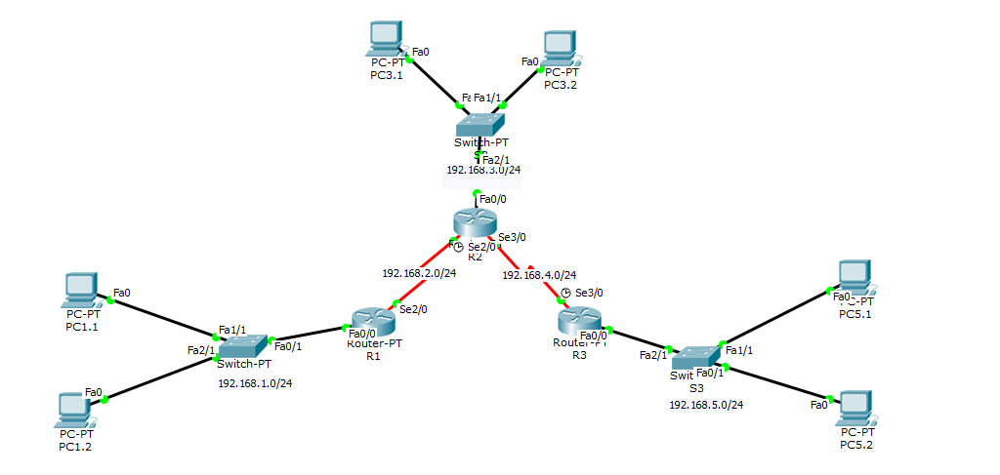 Fa0
PC-PT
PC3.1
Fa0
PC-PT
PC3.2
Fa1/1
Switch-PT
Fa2/1
192.168.3.0/24
Fa0/0
Se3/0
Se2/0
R2
192.168.2.0/24
192.168.4.0/24
Fa0
PC-PT
PC1.1
Fa1/1
Fa2/1
Fa0/1
Switch-PT
192.168.1.0/24
Fa0
PC-PT
PC1.2
Se2/0
Fa0/0
Router-PT
R1
Se3/0
Fa0/0
R3
Fa2/1
Fa1/1
Fa0/1
S3
192.168.5.0/24
Fa0
PC5.1
Fa0
PC-PT
PC5.2